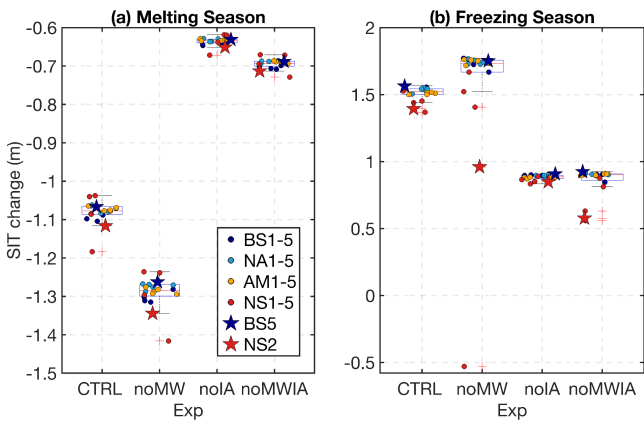 (a) Melting Season
(b) Freezing Season
SIT change (m)
-0.6
-0.7
-0.8
-0.9
-1
-1.1
-1.2
-1.3
-1.4
-1.5
2
1.5
1
0.5
0
-0.5
BS1-5
NA1-5
AM1-5
NS1-5
BS5
NS2
CTRL noMW noIA noMWIA
CTRL noMW noIA noMWIA
Exp
Exp